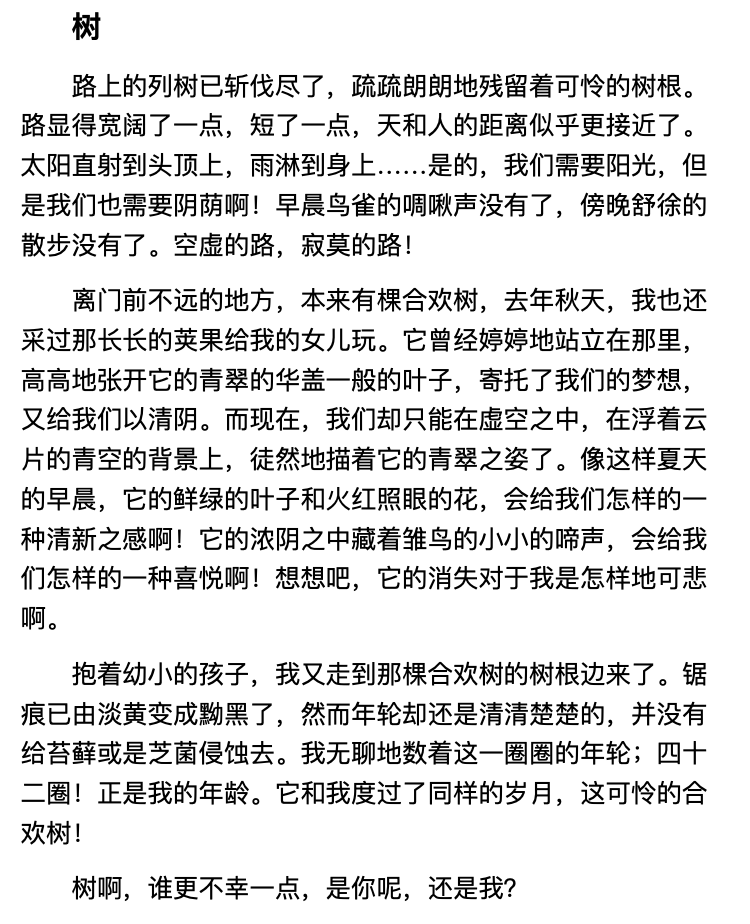 树
路上的列树已斩伐尽了，疏疏朗朗地残留着可怜的树根。
路显得宽阔了一点，短了一点，天和人的距离似乎更接近了。
太阳直射到头顶上，雨淋到身上……是的，我们需要阳光，但
是我们也需要阴荫啊！早晨鸟雀的啁啾声没有了，傍晚舒徐的
散步没有了。空虚的路，寂莫的路！
离门前不远的地方，本来有棵合欢树，去年秋天，我也还
采过那长长的荚果给我的女儿玩。它曾经婷婷地站立在那里，
高高地张开它的青翠的华盖一般的叶子，寄托了我们的梦想，
又给我们以清阴。而现在，我们却只能在虚空之中，在浮着云
片的青空的背景上，徒然地描着它的青翠之姿了。像这样夏天
的早晨，它的鲜绿的叶子和火红照眼的花，会给我们怎样的一
种清新之感啊！它的浓阴之中藏着雏鸟的小小的啼声，会给我
们怎样的一种喜悦啊！想想吧，它的消失对于我是怎样地可悲
啊。
抱着幼小的孩子，我又走到那棵合欢树的树根边来了。锯
痕已由淡黄变成黝黑了，然而年轮却还是清清楚楚的，并没有
给苔藓或是芝菌侵蚀去。我无聊地数着这一圈圈的年轮；四十
二圈！正是我的年龄。它和我度过了同样的岁月，这可怜的合
欢树！
树啊，谁更不幸一点，是你呢，还是我？